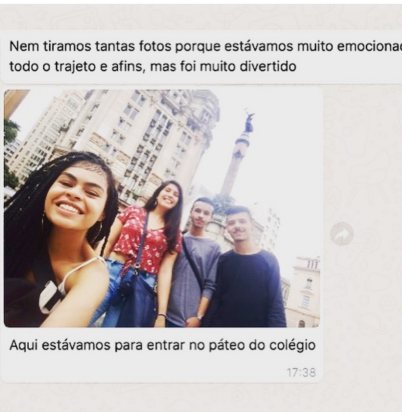 Nem tiramos tantas fotos porque estávamos muito
todo o trajeto e afins, mas foi muito divertido
Aqui estávamos para entrar no páteo do colégio
17:38